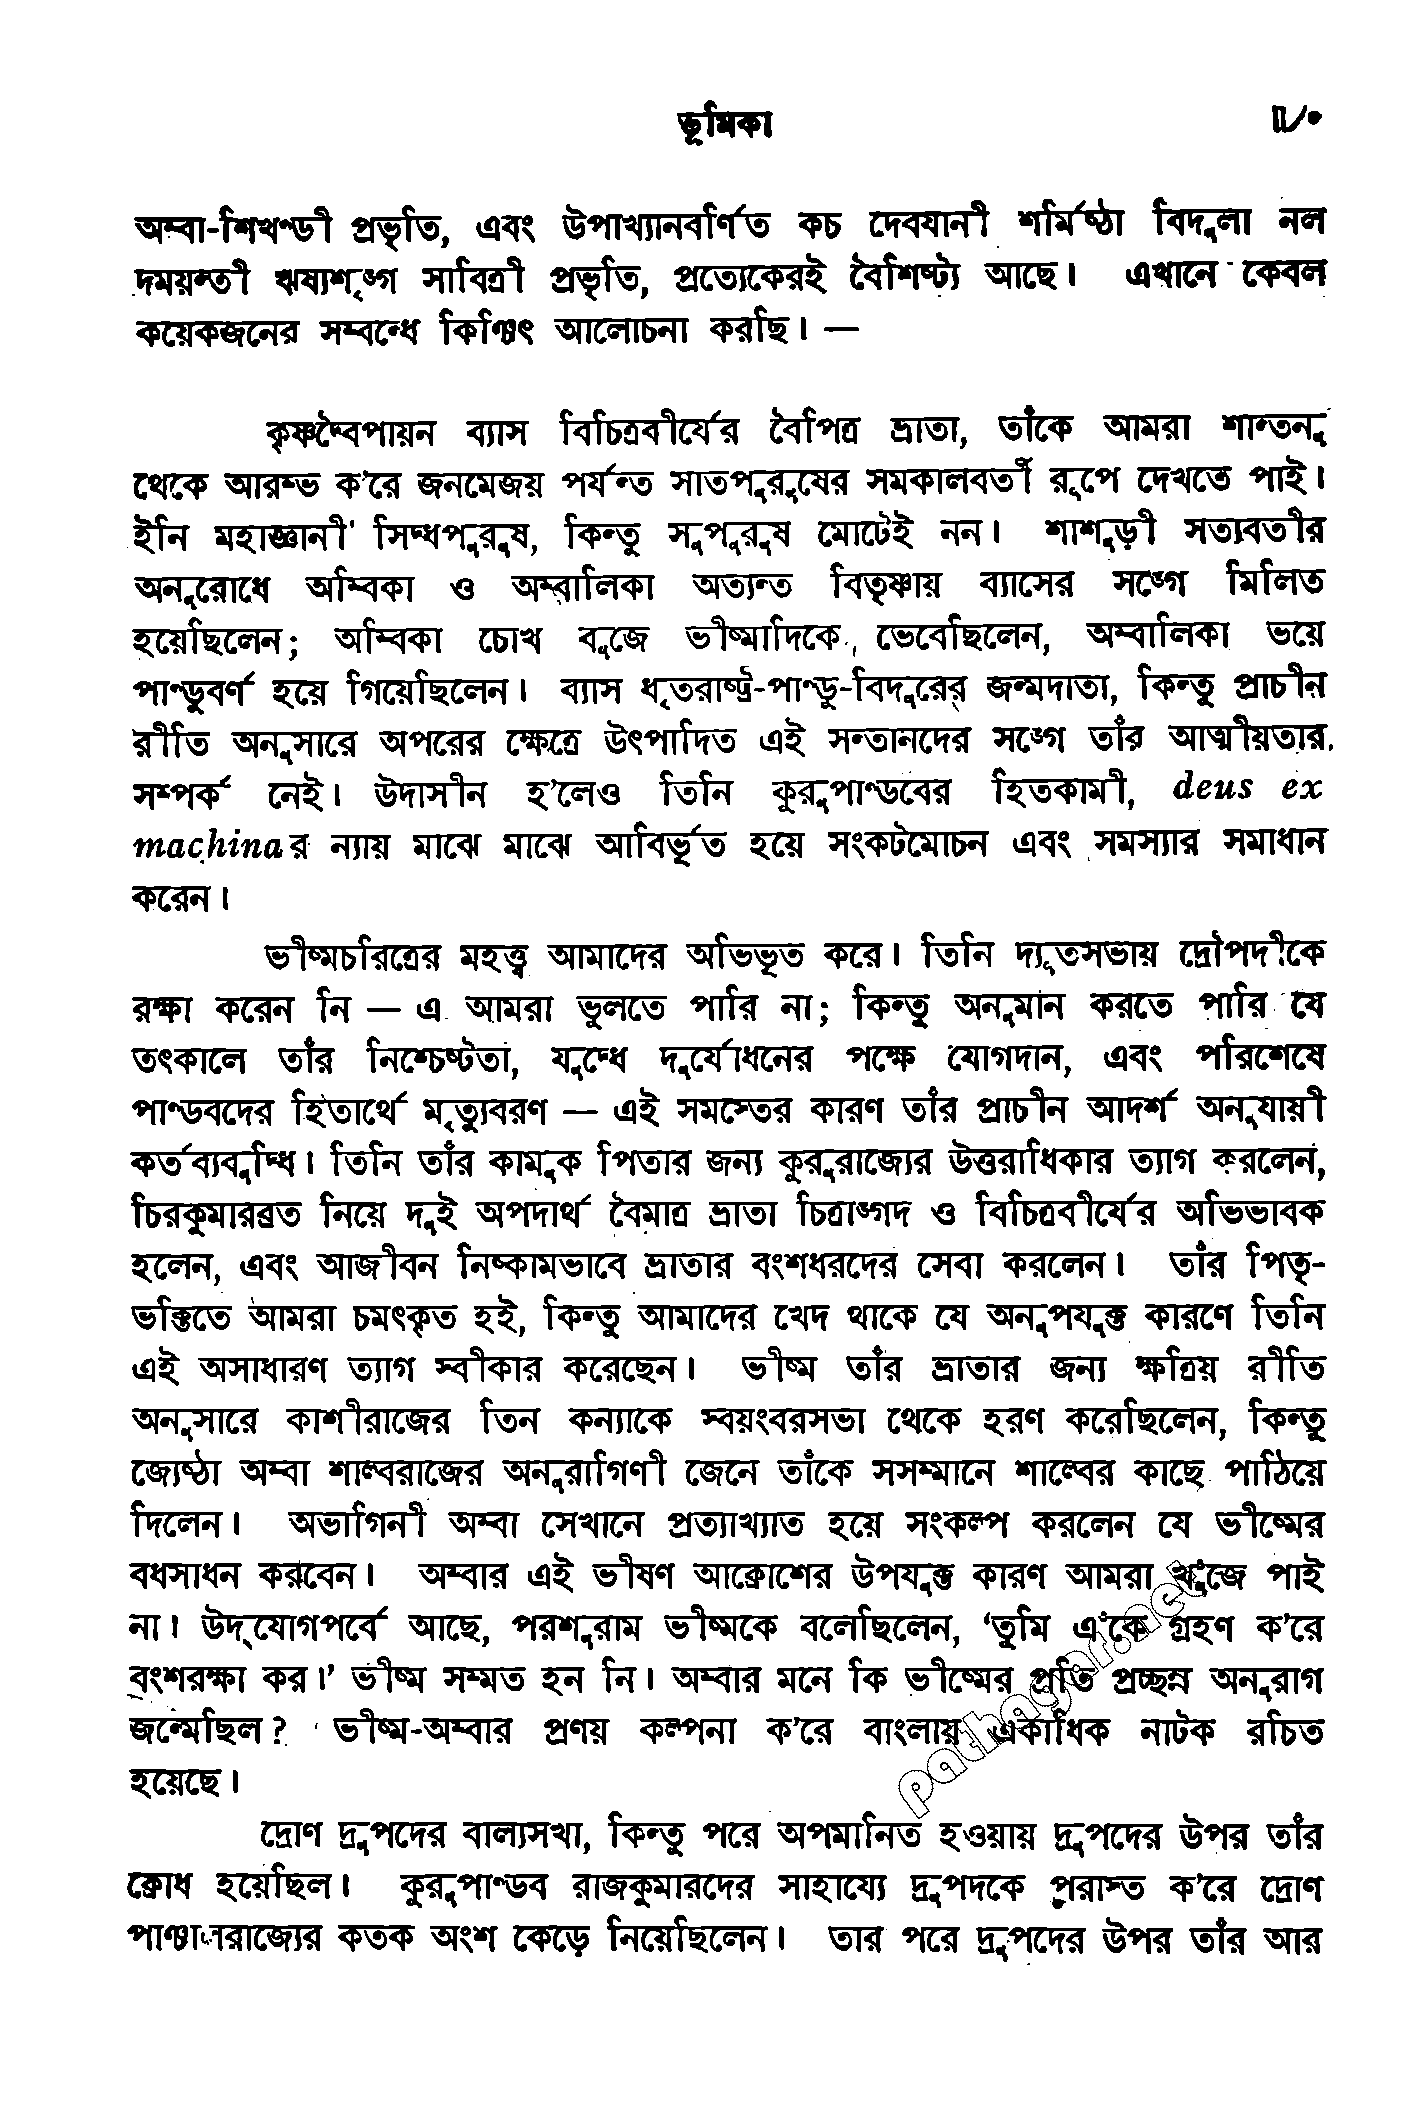 ভূমিকা ॥৵৹
অম্বা-শিখণ্ডী প্রভৃতি, এবং উপাখ্যানবর্ণিত কচ দেবযানী শর্মিষ্ঠা বিদুলা নল
দময়ন্তী ঋষ্যশৃঙ্গ সাবিত্রী প্রভৃতি, প্রত্যেকেরই বৈশিষ্ট্য আছে। এখানে কেবল
কয়েকজনের সম্বন্ধে কিঞ্চিৎ আলোচনা করছি। —
কৃষ্ণদ্বৈপায়ন ব্যাস বিচিত্রবীর্যের বৈপিত্র ভ্রাতা, তাঁকে আমরা শান্তনু
থেকে আরম্ভ ক’রে জনমেজয় পর্যন্ত সাতপুরুষের সমকালবর্তী রূপে দেখতে পাই।
ইনি মহাজ্ঞানী সিদ্ধপুরুষ, কিন্তু সুপুরুষ মোটেই নন। শাশুড়ী সত্যবতীর
অনুরোধে অম্বিকা ও অম্বালিকা অত্যন্ত বিতৃষ্ণায় ব্যাসের সঙ্গে মিলিত
হয়েছিলেন; অম্বিকা চোখ বুজে ভীষ্মাদিকে ভেবেছিলেন, অম্বালিকা ভয়ে
পাণ্ডুবর্ণ হয়ে গিয়েছিলেন। ব্যাস ধৃতরাষ্ট্র-পাণ্ডু-বিদুরের জন্মদাতা, কিন্তু প্রাচীন
রীতি অনুসারে অপরের ক্ষেত্রে উৎপাদিত এই সন্তানদের সঙ্গে তাঁর আত্মীয়তার
সম্পর্ক নেই। উদাসীন হ’লেও তিনি কুরুপাণ্ডবের হিতকামী, deus ex
machinaর ন্যায় মাঝে মাঝে আবির্ভূত হয়ে সংকটমোচন এবং সমস্যার সমাধান
করেন।
ভীষ্মচরিত্রের মহত্ত্ব আমাদের অভিভূত করে। তিনি দ্যূতসভায় দ্রৌপদীকে
রক্ষা করেন নি — এ আমরা ভুলতে পারি না; কিন্তু অনুমান করতে পারি যে
তৎকালে তাঁর নিশ্চেষ্টতা, যুদ্ধে দুর্যোধনের পক্ষে যোগদান, এবং পরিশেষে
পাণ্ডবদের হিতার্থে মৃত্যুবরণ — এই সমস্তের কারণ তাঁর প্রাচীন আদর্শ অনুযায়ী
কর্তব্যবুদ্ধি। তিনি তাঁর কামুক পিতার জন্য কুরুরাজ্যের উত্তরাধিকার ত্যাগ করলেন,
চিরকুমারব্রত নিয়ে দুই অপদার্থ বৈমাত্র ভ্রাতা চিত্রাঙ্গদ ও বিচিত্রবীর্যের অভিভাবক
হলেন, এবং আজীবন নিষ্কামভাবে ভ্রাতার বংশধরদের সেবা করলেন। তাঁর পিতৃ-
ভক্তিতে আমরা চমৎকৃত হই, কিন্তু আমাদের খেদ থাকে যে অনুপযুক্ত কারণে তিনি
এই অসাধারণ ত্যাগ স্বীকার করেছেন। ভীষ্ম তাঁর ভ্রাতার জন্য ক্ষত্রিয় রীতি
অনুসারে কাশীরাজের তিন কন্যাকে স্বয়ংবরসভা থেকে হরণ করেছিলেন, কিন্তু
জ্যেষ্ঠা অম্বা শাল্বরাজের অনুরাগিণী জেনে তাঁকে সসম্মানে শাল্বের কাছে পাঠিয়ে
দিলেন। অভাগিনী অম্বা সেখানে প্রত্যাখ্যাত হয়ে সংকল্প করলেন যে ভীষ্মের
বধসাধন করবেন। অম্বার এই ভীষণ আক্রোশের উপযুক্ত কারণ আমরা খুঁজে পাই
না। উদ্‌যোগপর্বে আছে, পরশুরাম ভীষ্মকে বলেছিলেন, ‘তুমি এঁকে গ্রহণ ক’রে
বংশরক্ষা কর।’ ভীষ্ম সম্মত হন নি। অম্বার মনে কি ভীষ্মের প্রতি প্রচ্ছন্ন অনুরাগ
জন্মেছিল? ভীষ্ম-অম্বার প্রণয় কল্পনা ক’রে বাংলায় একাধিক নাটক রচিত
হয়েছে।
দ্রোণ দ্রুপদের বাল্যসখা, কিন্তু পরে অপমানিত হওয়ায় দ্রুপদের উপর তাঁর
ক্রোধ হয়েছিল। কুরুপাণ্ডব রাজকুমারদের সাহায্যে দ্রুপদকে পরাস্ত ক’রে দ্রোণ
পাঞ্চালরাজ্যের কতক অংশ কেড়ে নিয়েছিলেন। তার পরে দ্রুপদের উপর তাঁর আর
pathagar.net